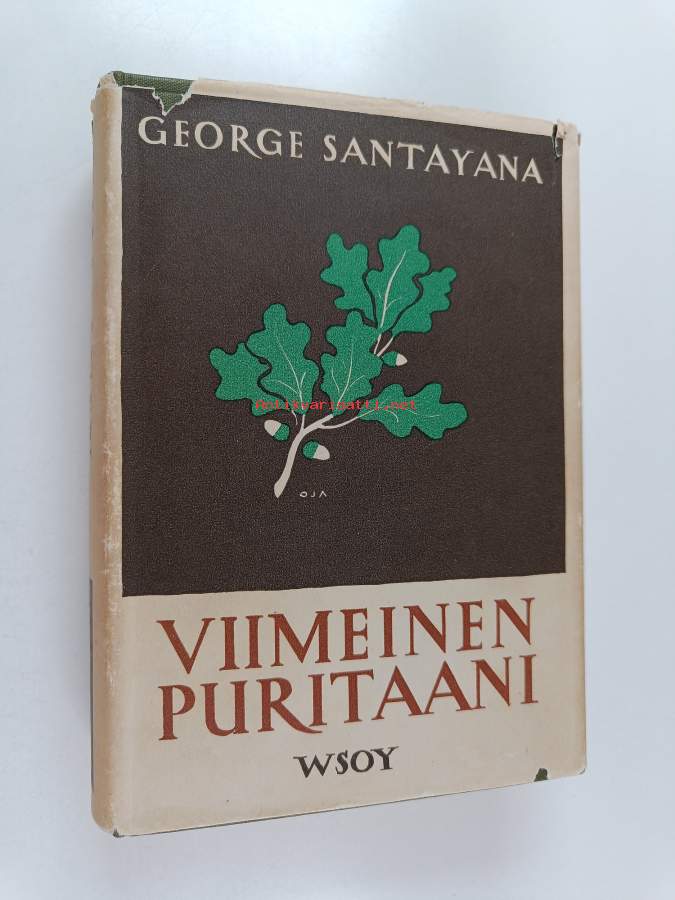 GEORGE SANTAYANA
Antikvariaatti.net
OJA
VIIMEINEN
PURITAANI
WSOY